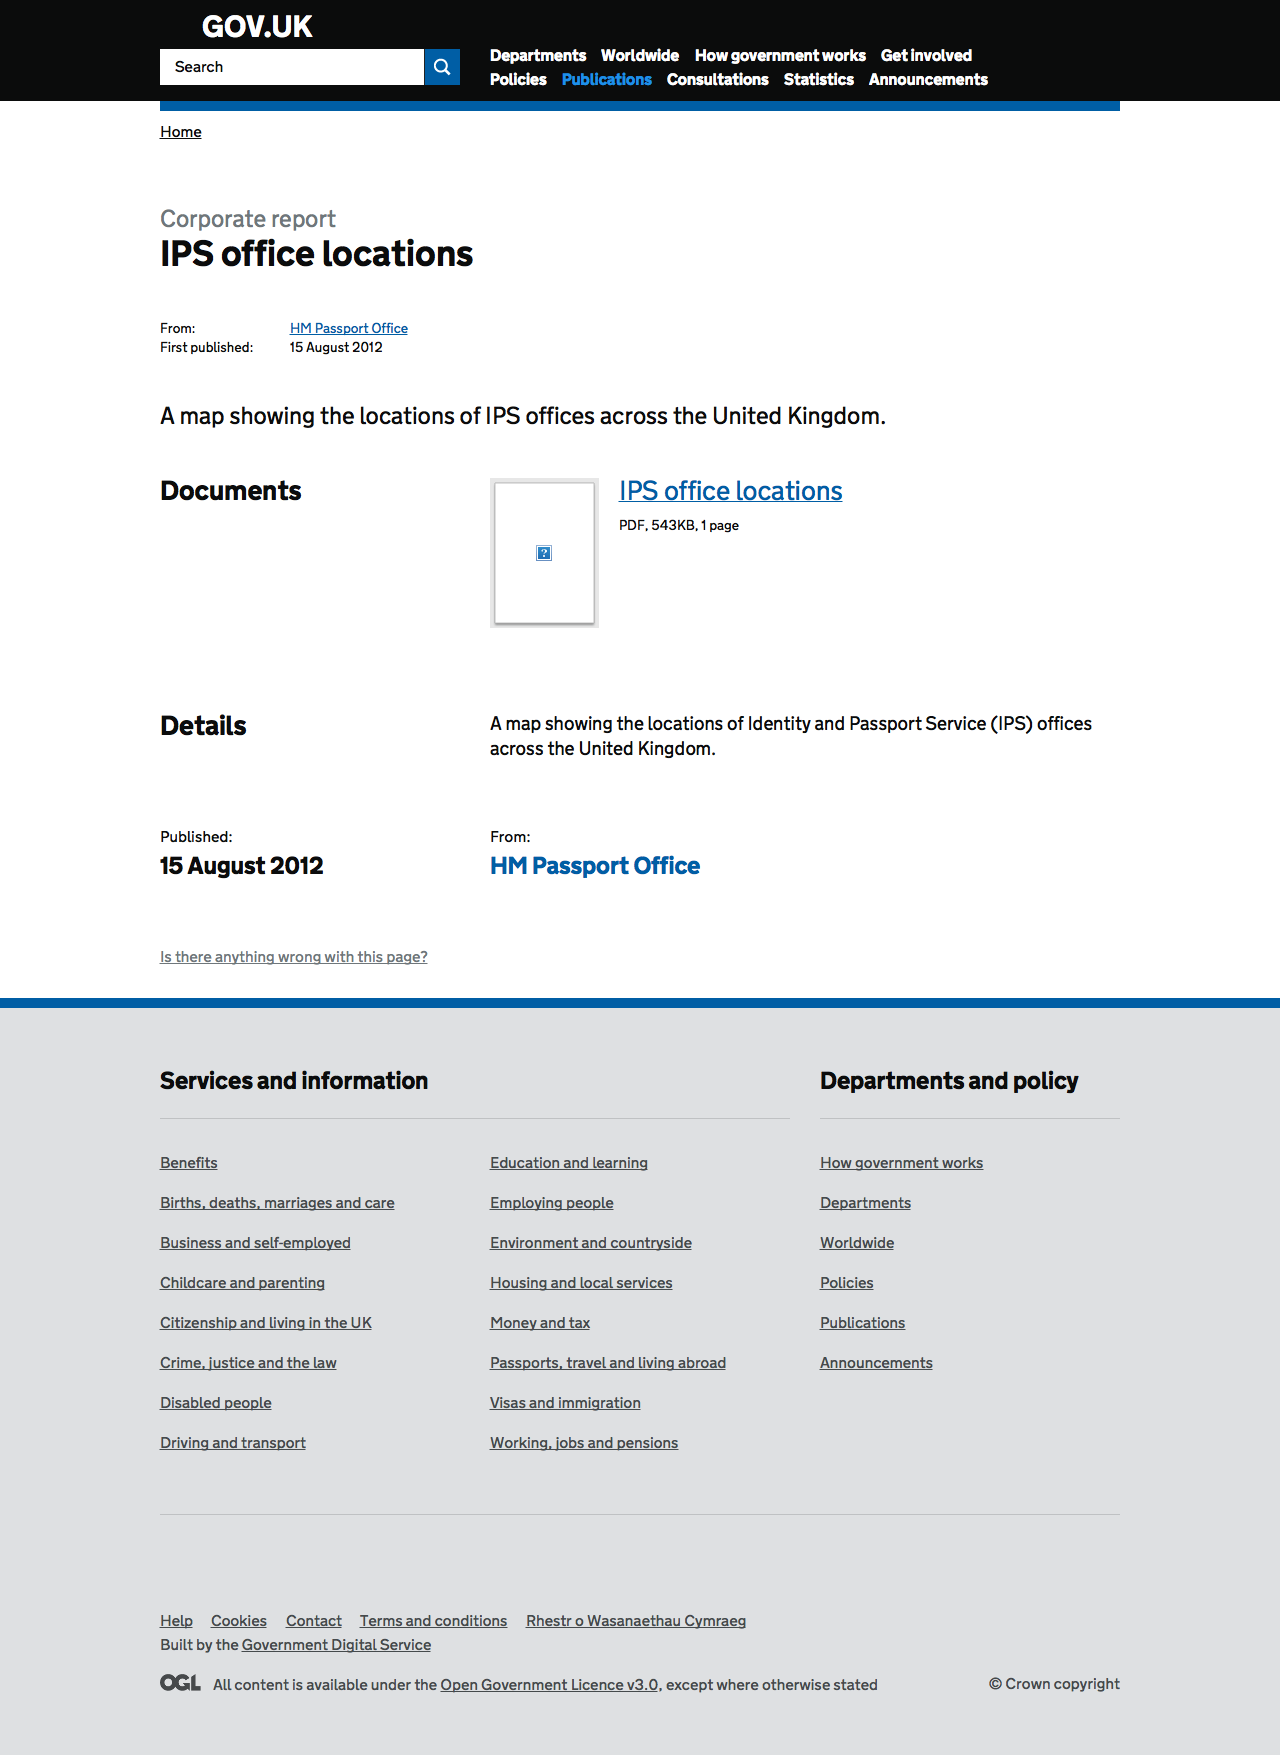 GOV.UK
Search
Departments Worldwide How government works Get involved
Policies Publications Consultations Statistics Announcements
Home
Corporate report
IPS office locations
From: HM Passport Office
First published: 15 August 2012
A map showing the locations of IPS offices across the United Kingdom.
Documents
IPS office locations
PDF, 543KB, 1 page
Details
A map showing the locations of Identity and Passport Service (IPS) offices
across the United Kingdom.
Published:
15 August 2012
From:
HM Passport Office
Is there anything wrong with this page?
Services and information
Benefits
Births, deaths, marriages and care
Business and self-employed
Childcare and parenting
Citizenship and living in the UK
Crime, justice and the law
Disabled people
Driving and transport
Education and learning
Employing people
Environment and countryside
Housing and local services
Money and tax
Passports, travel and living abroad
Visas and immigration
Working, jobs and pensions
Departments and policy
How government works
Departments
Worldwide
Policies
Publications
Announcements
Help Cookies Contact Terms and conditions Rhestr o Wasanaethau Cymraeg
Built by the Government Digital Service
OGL All content is available under the Open Government Licence v3.0, except where otherwise stated
© Crown copyright